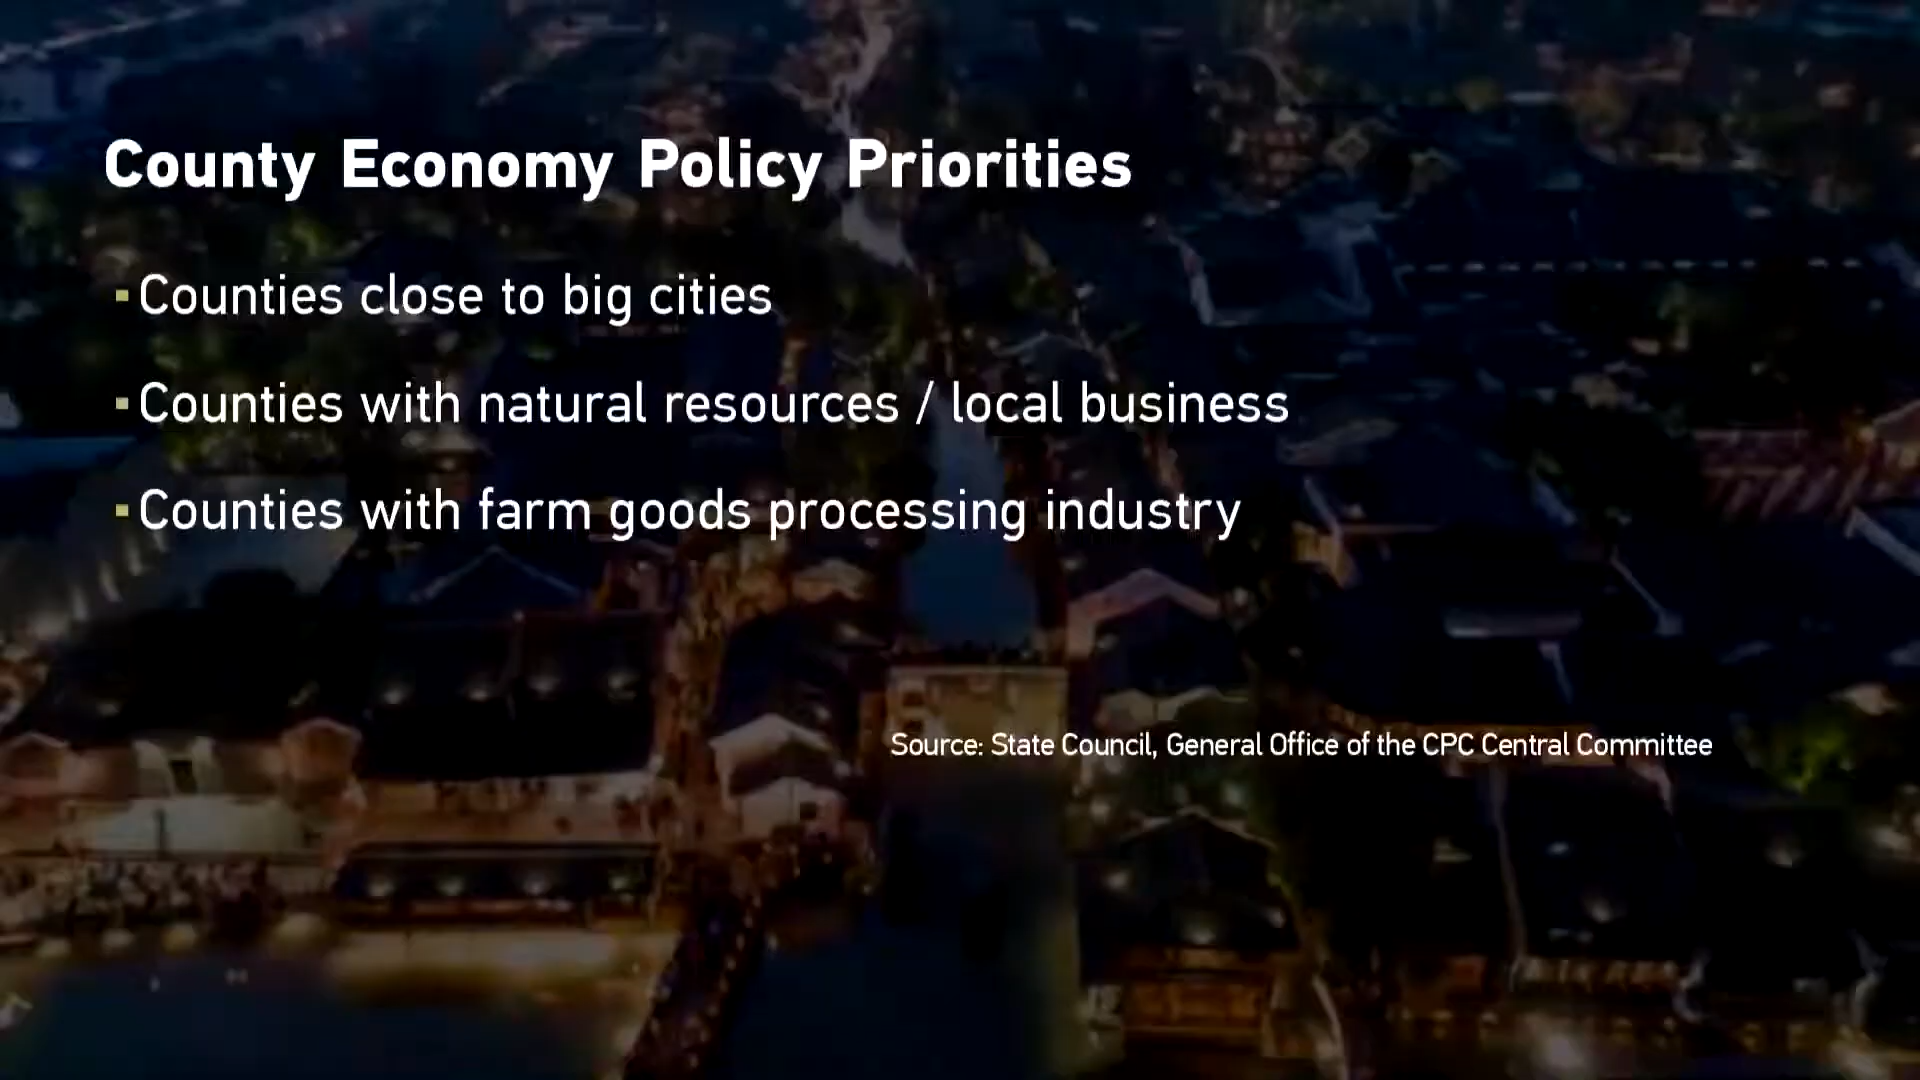 County Economy Policy Priorities
▪Counties close to big cities
▪Counties with natural resources / local business
▪Counties with farm goods processing industry
Source: State Council, General Office of the CPC Central Committee